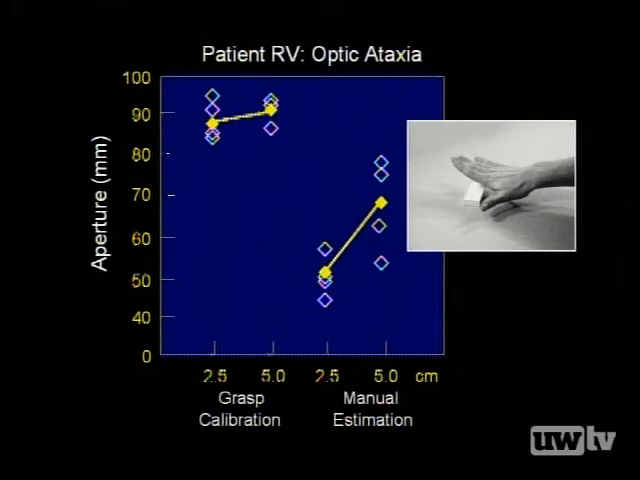 Patient RV: Optic Ataxia
Aperture (mm)
100
90
80
70
60
50
40
0
2.5 5.0 2.5 5.0 cm
Grasp Manual
Calibration Estimation
uwtv